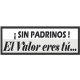 ¡ SIN PADRINOS !
El Valor eres tú...